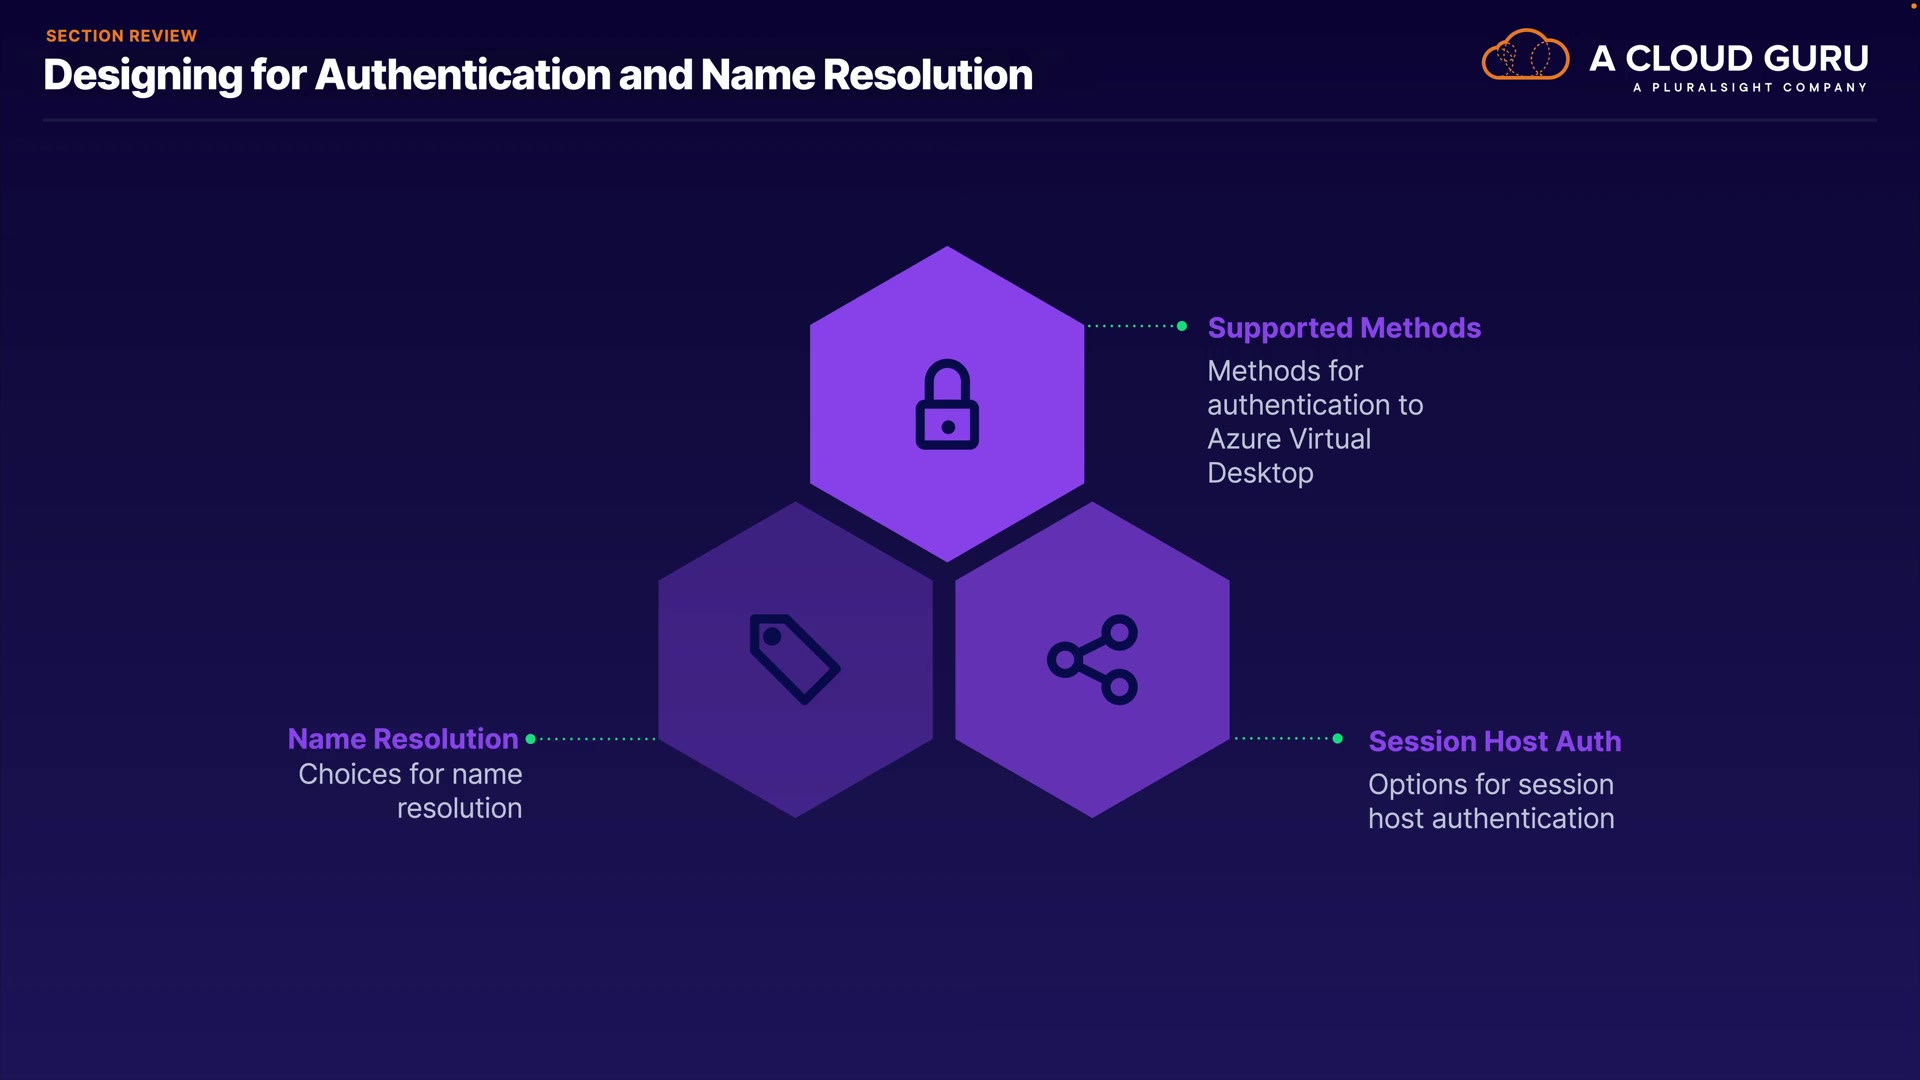 SECTION REVIEW
Designing for Authentication and Name Resolution
A CLOUD GURU
A PLURALSIGHT COMPANY
Supported Methods
Methods for
authentication to
Azure Virtual
Desktop
Name Resolution
Choices for name
resolution
Session Host Auth
Options for session
host authentication